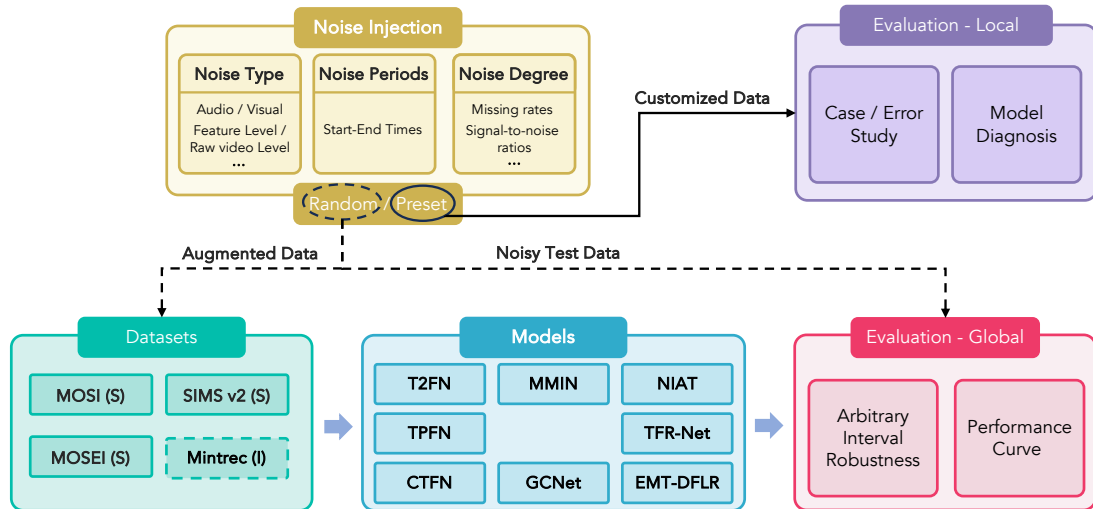 Noise Injection
Noise Type
Audio / Visual
Feature Level /
Raw video Level
...
Noise Periods
Start-End Times
Noise Degree
Missing rates
Signal-to-noise
ratios
...
Random / Preset
Customized Data
Evaluation - Local
Case / Error
Study
Model
Diagnosis
Augmented Data
Noisy Test Data
Datasets
MOSI (S)
SIMS v2 (S)
MOSEI (S)
Mintrec (I)
Models
T2FN
MMIN
NIAT
TPFN
TFR-Net
CTFN
GCNet
EMT-DFLR
Evaluation - Global
Arbitrary
Interval
Robustness
Performance
Curve